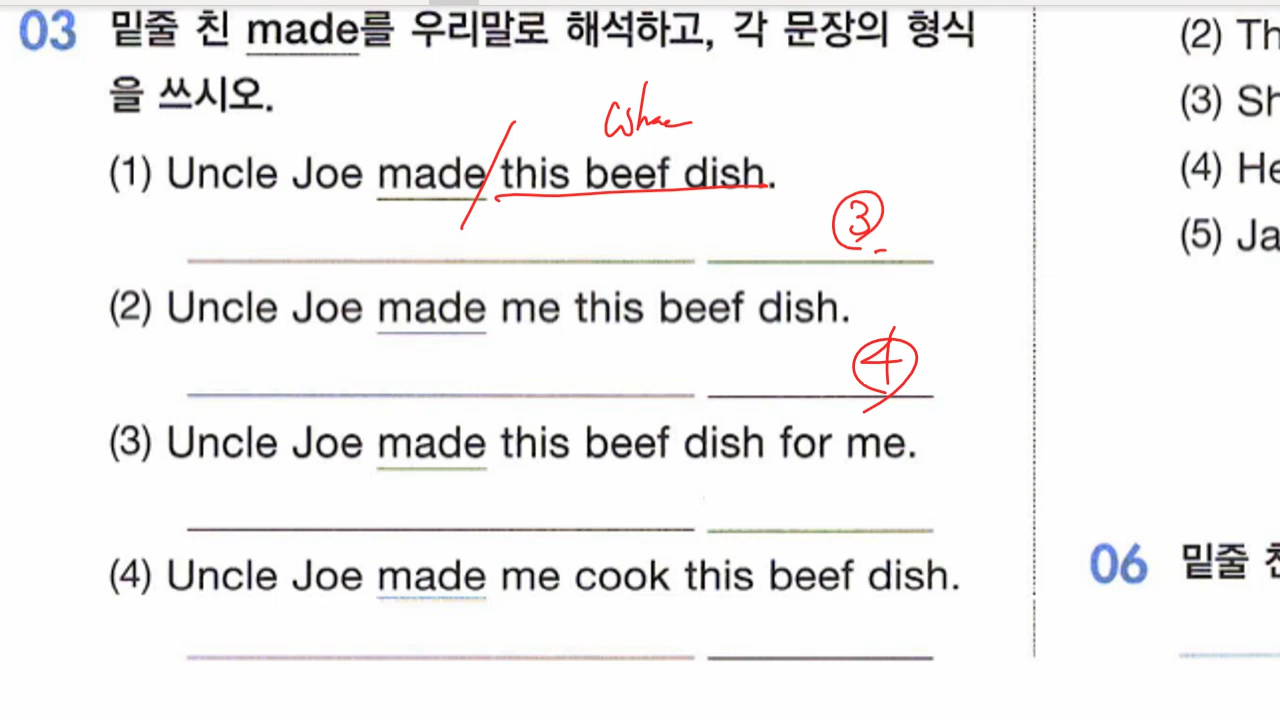 03 밑줄 친 made를 우리말로 해석하고, 각 문장의 형식
을 쓰시오.
(1) Uncle Joe made this beef dish.
③
(2) Uncle Joe made me this beef dish.
④
(3) Uncle Joe made this beef dish for me.
(4) Uncle Joe made me cook this beef dish.
(2) Th
(3) Sh
(4) He
(5) Ja
06 밑줄 친